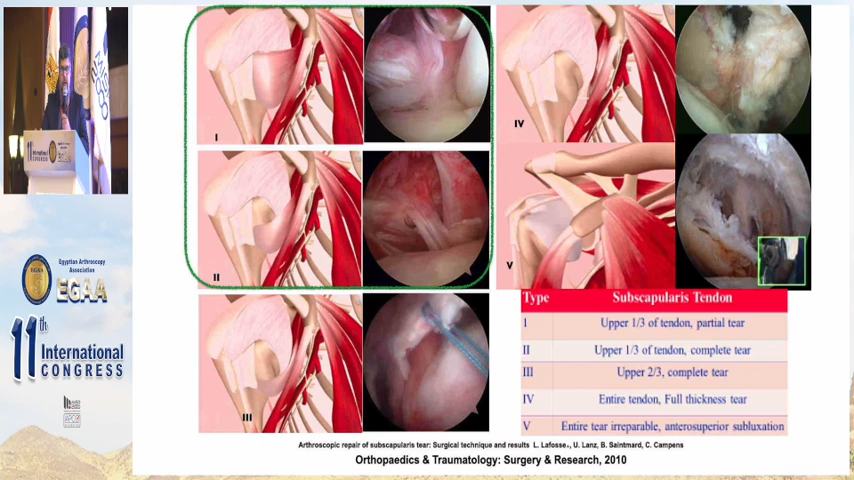 11th International
CONGRESS
Egyptian Arthroscopy
Association
EGAA
11th
International
CONGRESS
I
II
III
IV
V
Type Subscapularis Tendon
I Upper 1/3 of tendon, partial tear
II Upper 1/3 of tendon, complete tear
III Upper 2/3, complete tear
IV Entire tendon, Full thickness tear
V Entire tear irreparable, anterosuperior subluxation
Arthroscopic repair of subscapularis tear: Surgical technique and results L. Lafosse*, U. Lanz, B. Saintmard, C. Campens
Orthopaedics & Traumatology: Surgery & Research, 2010